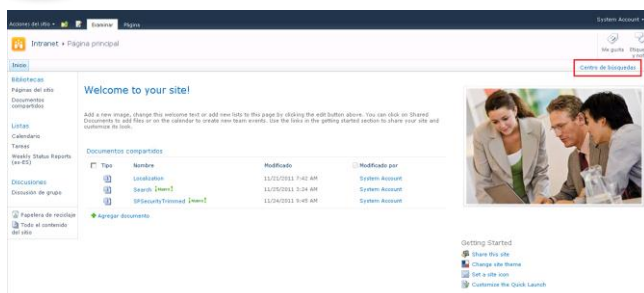 Acciones del sitio
Examinar
Página
System Account
Intranet ▸ Página principal
Me gusta
Inicio
Centro de búsquedas
Bibliotecas
Páginas del sitio
Documentos
compartidos
Listas
Calendario
Tareas
Weekly Status Reports
(es-ES)
Discusiones
Discusión de grupo
Papelera de reciclaje
Todo el contenido
del sitio
Welcome to your site!
Add a new image, change this welcome text or add new lists to this page by clicking the edit button above. You can click on Shared
Documents to add files or on the calendar to create new team events. Use the links in the getting started section to share your site and
customize its look.
Documentos compartidos
Tipo Nombre Modificado Modificado por
Localization 11/21/2011 7:42 AM System Account
Search 11/25/2011 3:24 AM System Account
SPSecurityTrimmed 11/24/2011 5:45 AM System Account
Agregar documento
Getting Started
Share this site
Change site theme
Set a site icon
Customize the Quick Launch